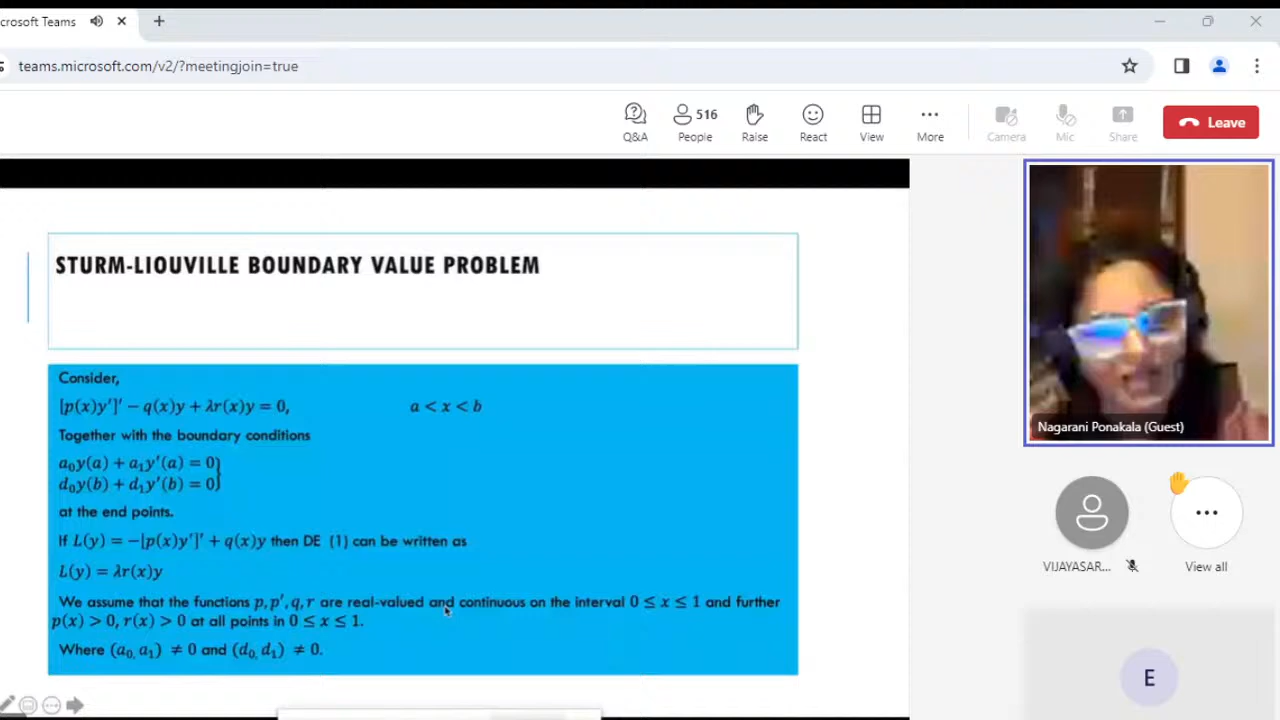 crosoft Teams
teams.microsoft.com/v2/?meetingjoin=true
516
Q&A People Raise React View More Camera Mic Share Leave
STURM-LIOUVILLE BOUNDARY VALUE PROBLEM
Consider,
[p(x)y′]′ − q(x)y + λr(x)y = 0, a < x < b
Together with the boundary conditions
a₀y(a) + a₁y′(a) = 0}
d₀y(b) + d₁y′(b) = 0}
at the end points.
If L(y) = −[p(x)y′]′ + q(x)y then DE (1) can be written as
L(y) = λr(x)y
We assume that the functions p, p′, q, r are real-valued and continuous on the interval 0 ≤ x ≤ 1 and further
p(x) > 0, r(x) > 0 at all points in 0 ≤ x ≤ 1.
Where (a₀, a₁) ≠ 0 and (d₀, d₁) ≠ 0.
Nagarani Ponakala (Guest)
VIJAYASAR...
View all
E